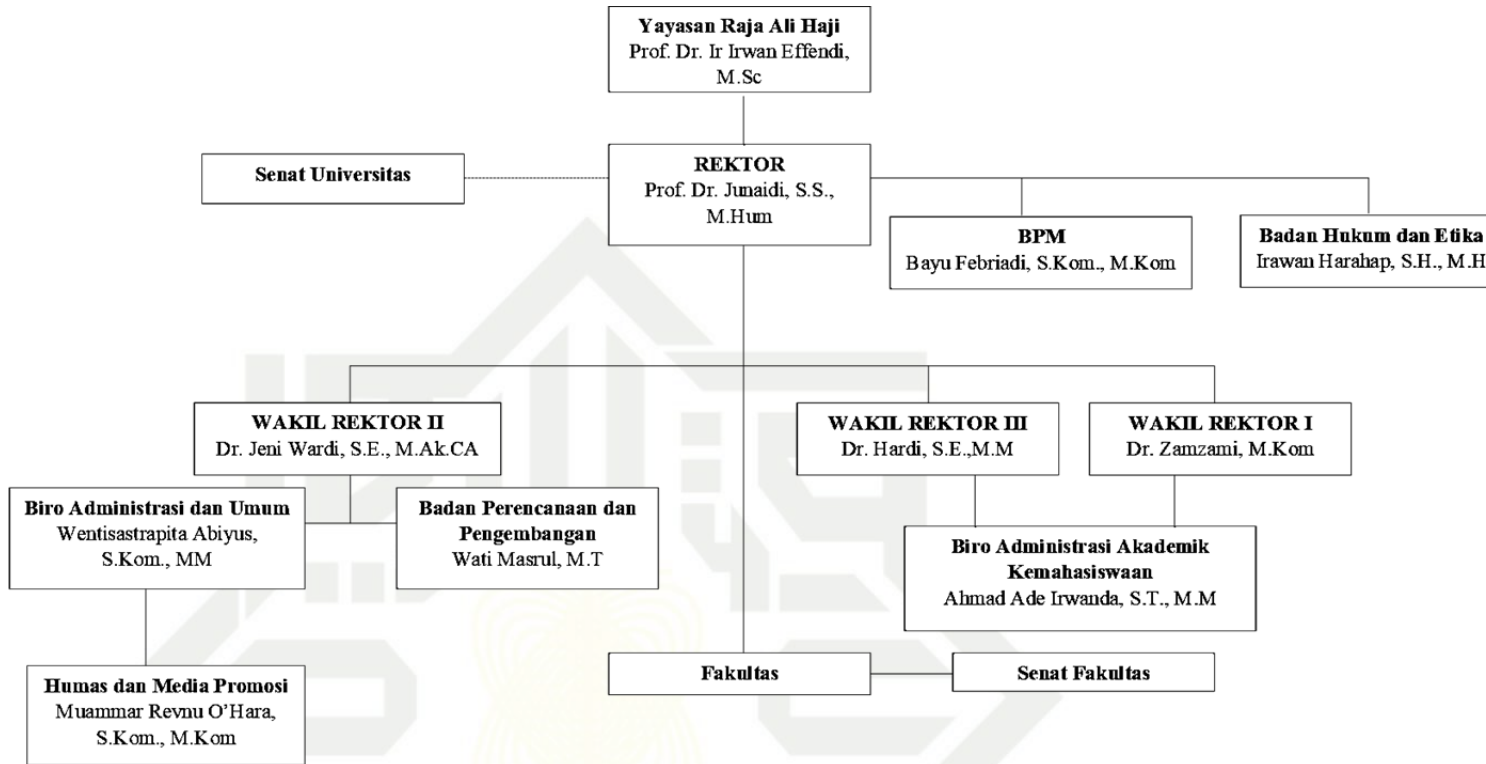 Yayasan Raja Ali Haji
Prof. Dr. Ir Irwan Effendi,
M.Sc
Senat Universitas
REKTOR
Prof. Dr. Junaidi, S.S.,
M.Hum
BPM
Bayu Febriadi, S.Kom., M.Kom
Badan Hukum dan Etika
Irawan Harahap, S.H., M.H
WAKIL REKTOR II
Dr. Jeni Wardi, S.E., M.Ak.CA
WAKIL REKTOR III
Dr. Hardi, S.E.,M.M
WAKIL REKTOR I
Dr. Zamzami, M.Kom
Biro Administrasi dan Umum
Wentisastrapita Abiyus,
S.Kom., MM
Badan Perencanaan dan
Pengembangan
Wati Masrul, M.T
Biro Administrasi Akademik
Kemahasiswaan
Ahmad Ade Irwanda, S.T., M.M
Fakultas
Senat Fakultas
Humas dan Media Promosi
Muammar Revnu O’Hara,
S.Kom., M.Kom